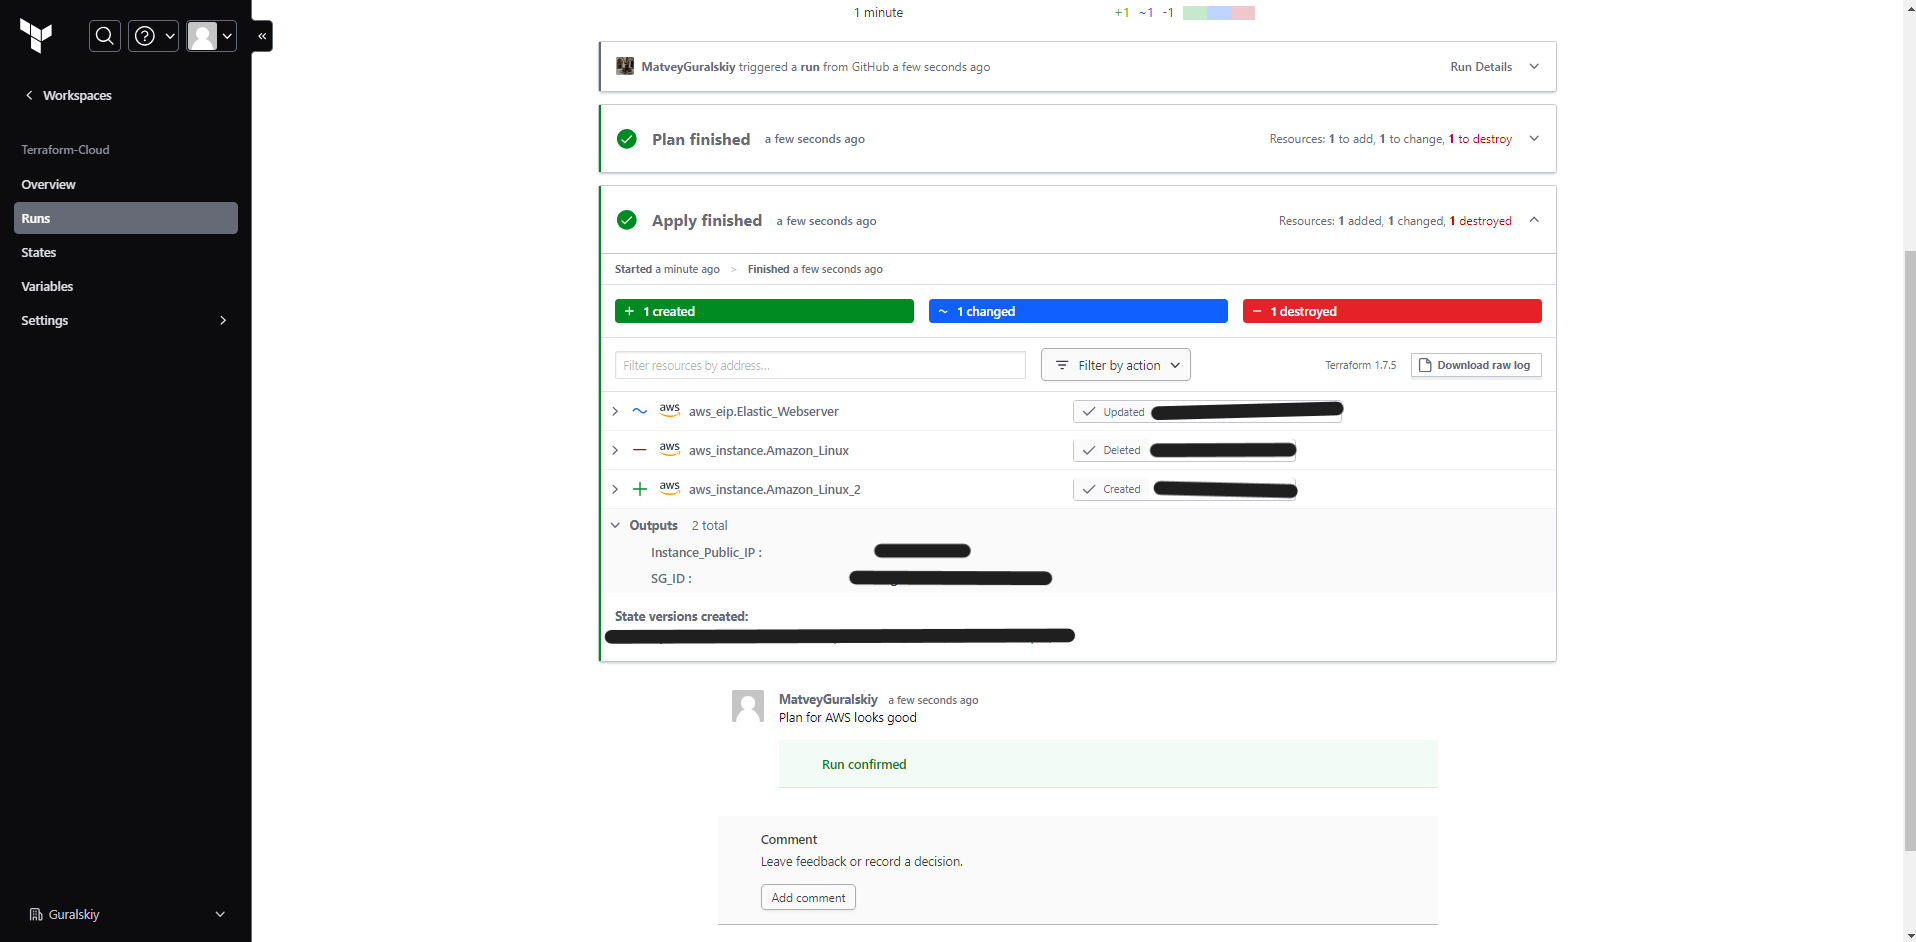 1 minute
+1 ~1 -1
«
Workspaces
Terraform-Cloud
Overview
Runs
States
Variables
Settings
Guralskiy
MatveyGuralskiy triggered a run from GitHub a few seconds ago
Run Details
Plan finished a few seconds ago
Resources: 1 to add, 1 to change, 1 to destroy
Apply finished a few seconds ago
Resources: 1 added, 1 changed, 1 destroyed
Started a minute ago > Finished a few seconds ago
+ 1 created
~ 1 changed
− 1 destroyed
Filter resources by address...
Filter by action
Terraform 1.7.5
Download raw log
aws aws_eip.Elastic_Webserver
Updated
aws aws_instance.Amazon_Linux
Deleted
aws aws_instance.Amazon_Linux_2
Created
Outputs 2 total
Instance_Public_IP :
SG_ID :
State versions created:
MatveyGuralskiy a few seconds ago
Plan for AWS looks good
Run confirmed
Comment
Leave feedback or record a decision.
Add comment